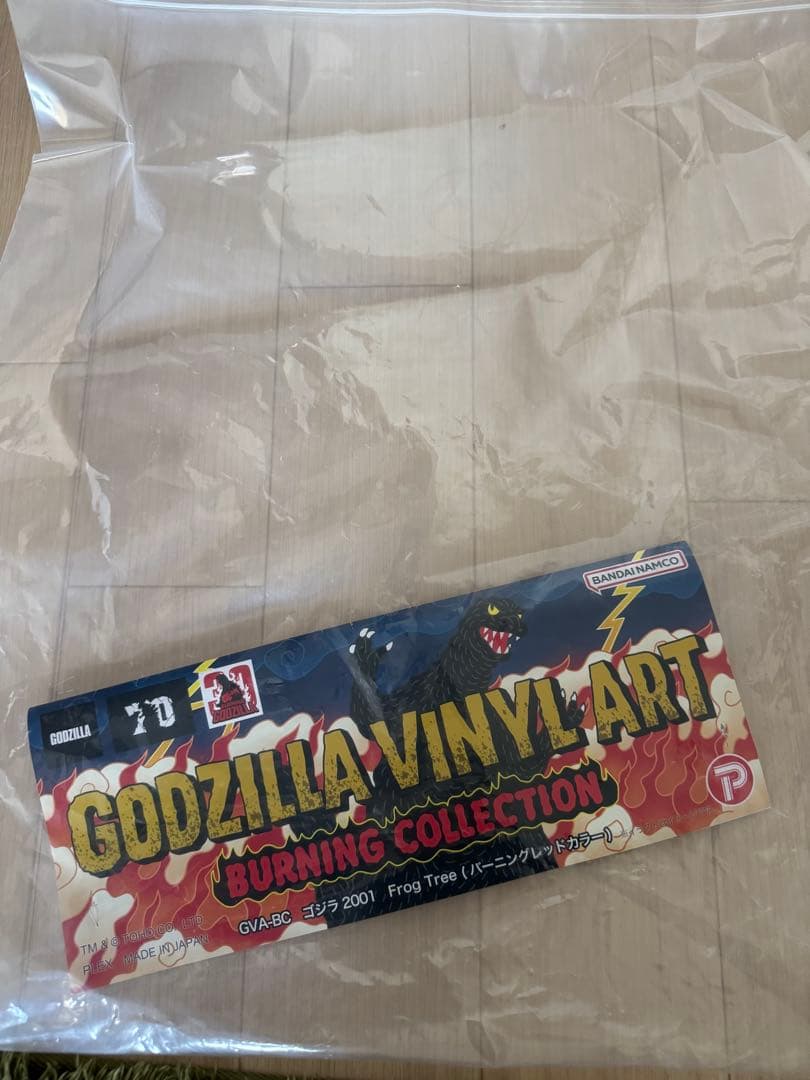 BANDAI NAMCO
GODZILLA
70
GODZILLA
GODZILLA VINYL ART
BURNING COLLECTION
GVA-BC ゴジラ 2001 Frog Tree (バーニングレッドカラー)
TM & © TOHO CO., LTD.
PLEX MADE IN JAPAN